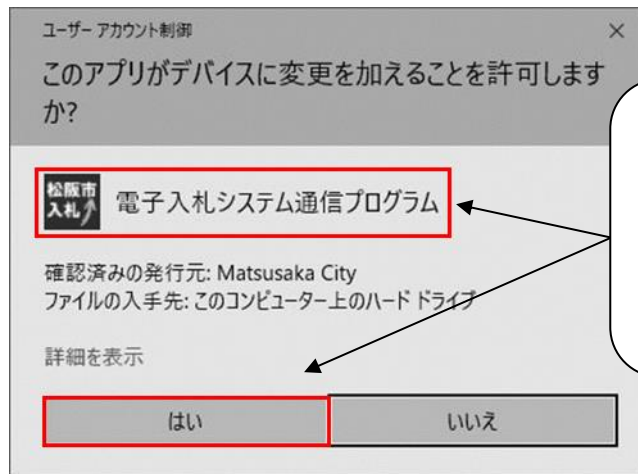 ユーザー アカウント制御
このアプリがデバイスに変更を加えることを許可します
か?
松阪市
入札
電子入札システム通信プログラム
確認済みの発行元: Matsusaka City
ファイルの入手先: このコンピューター上のハード ドライブ
詳細を表示
はい
いいえ